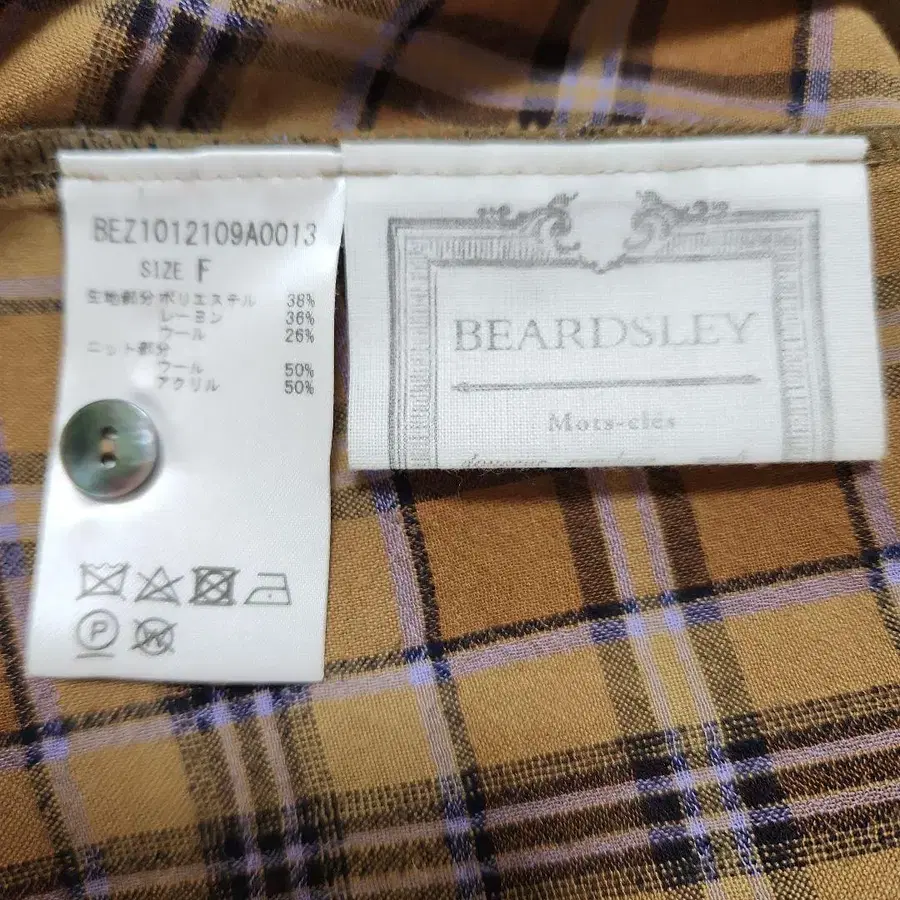 BEZ1012109A0013
SIZE F
生地部分 ポリエステル 38%
レーヨン 36%
ウール 26%
ニット部分
ウール 50%
アクリル 50%
P
BEARDSLEY
Mots-clés